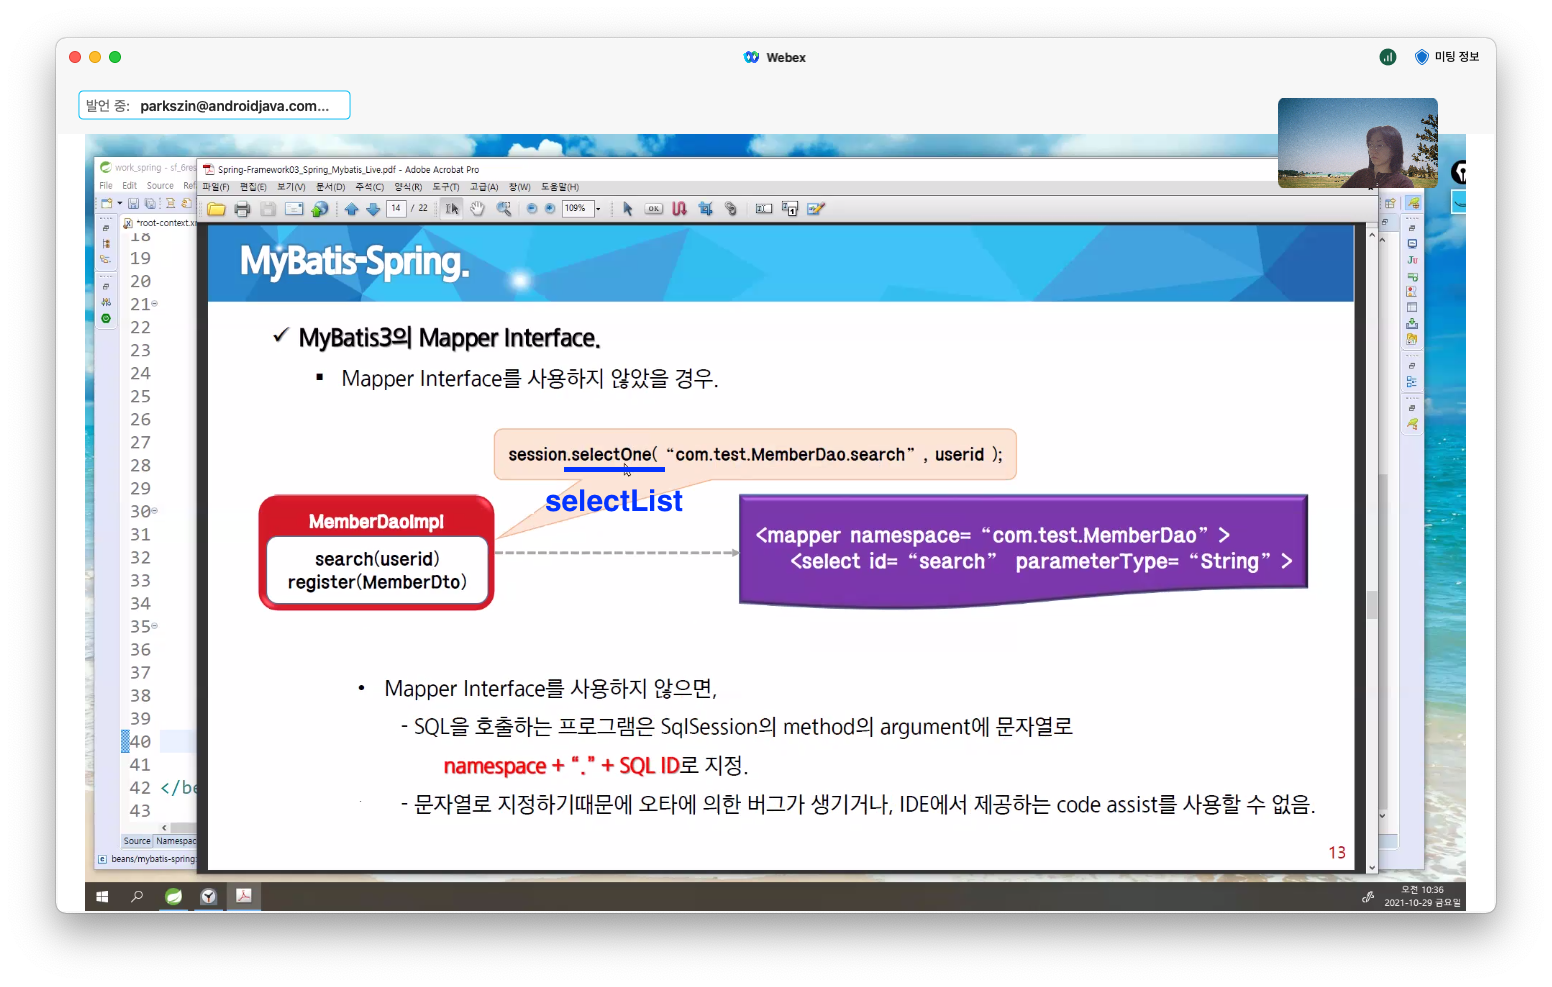 Webex
미팅 정보
발언 중: parkszin@androidjava.com...
work_spring - sf_6res
File Edit Source Ref
Spring-Framework03_Spring_Mybatis_Live.pdf - Adobe Acrobat Pro
파일(F) 편집(E) 보기(V) 문서(D) 주석(C) 양식(R) 도구(T) 고급(A) 창(W) 도움말(H)
14 / 22
109%
*root-context.x
18
19
20
21
22
23
24
25
26
27
28
29
30
31
32
33
34
35
36
37
38
39
40
41
42 </be
43
Source Namespac
beans/mybatis-spring:
MyBatis-Spring.
✓ MyBatis3의 Mapper Interface.
▪ Mapper Interface를 사용하지 않았을 경우.
session.selectOne( “com.test.MemberDao.search” , userid );
selectList
MemberDaoImpl
search(userid)
register(MemberDto)
<mapper namespace= “com.test.MemberDao” >
<select id= “search” parameterType= “String” >
• Mapper Interface를 사용하지 않으면,
- SQL을 호출하는 프로그램은 SqlSession의 method의 argument에 문자열로
namespace + “.” + SQL ID로 지정.
- 문자열로 지정하기때문에 오타에 의한 버그가 생기거나, IDE에서 제공하는 code assist를 사용할 수 없음.
13
오전 10:36
2021-10-29 금요일